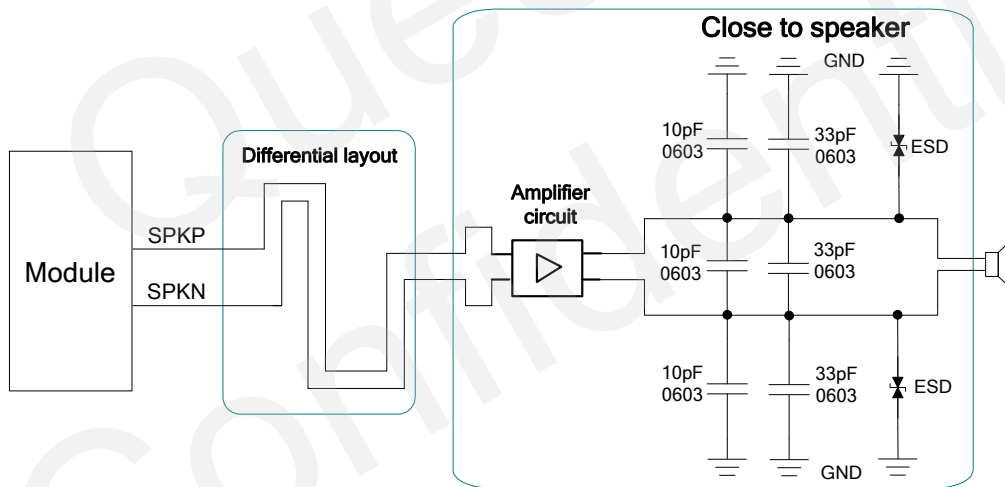 Close to speaker
GND
10pF
0603
33pF
0603
ESD
Differential layout
Amplifier
circuit
SPKP
Module
SPKN
10pF
0603
33pF
0603
10pF
0603
33pF
0603
ESD
GND